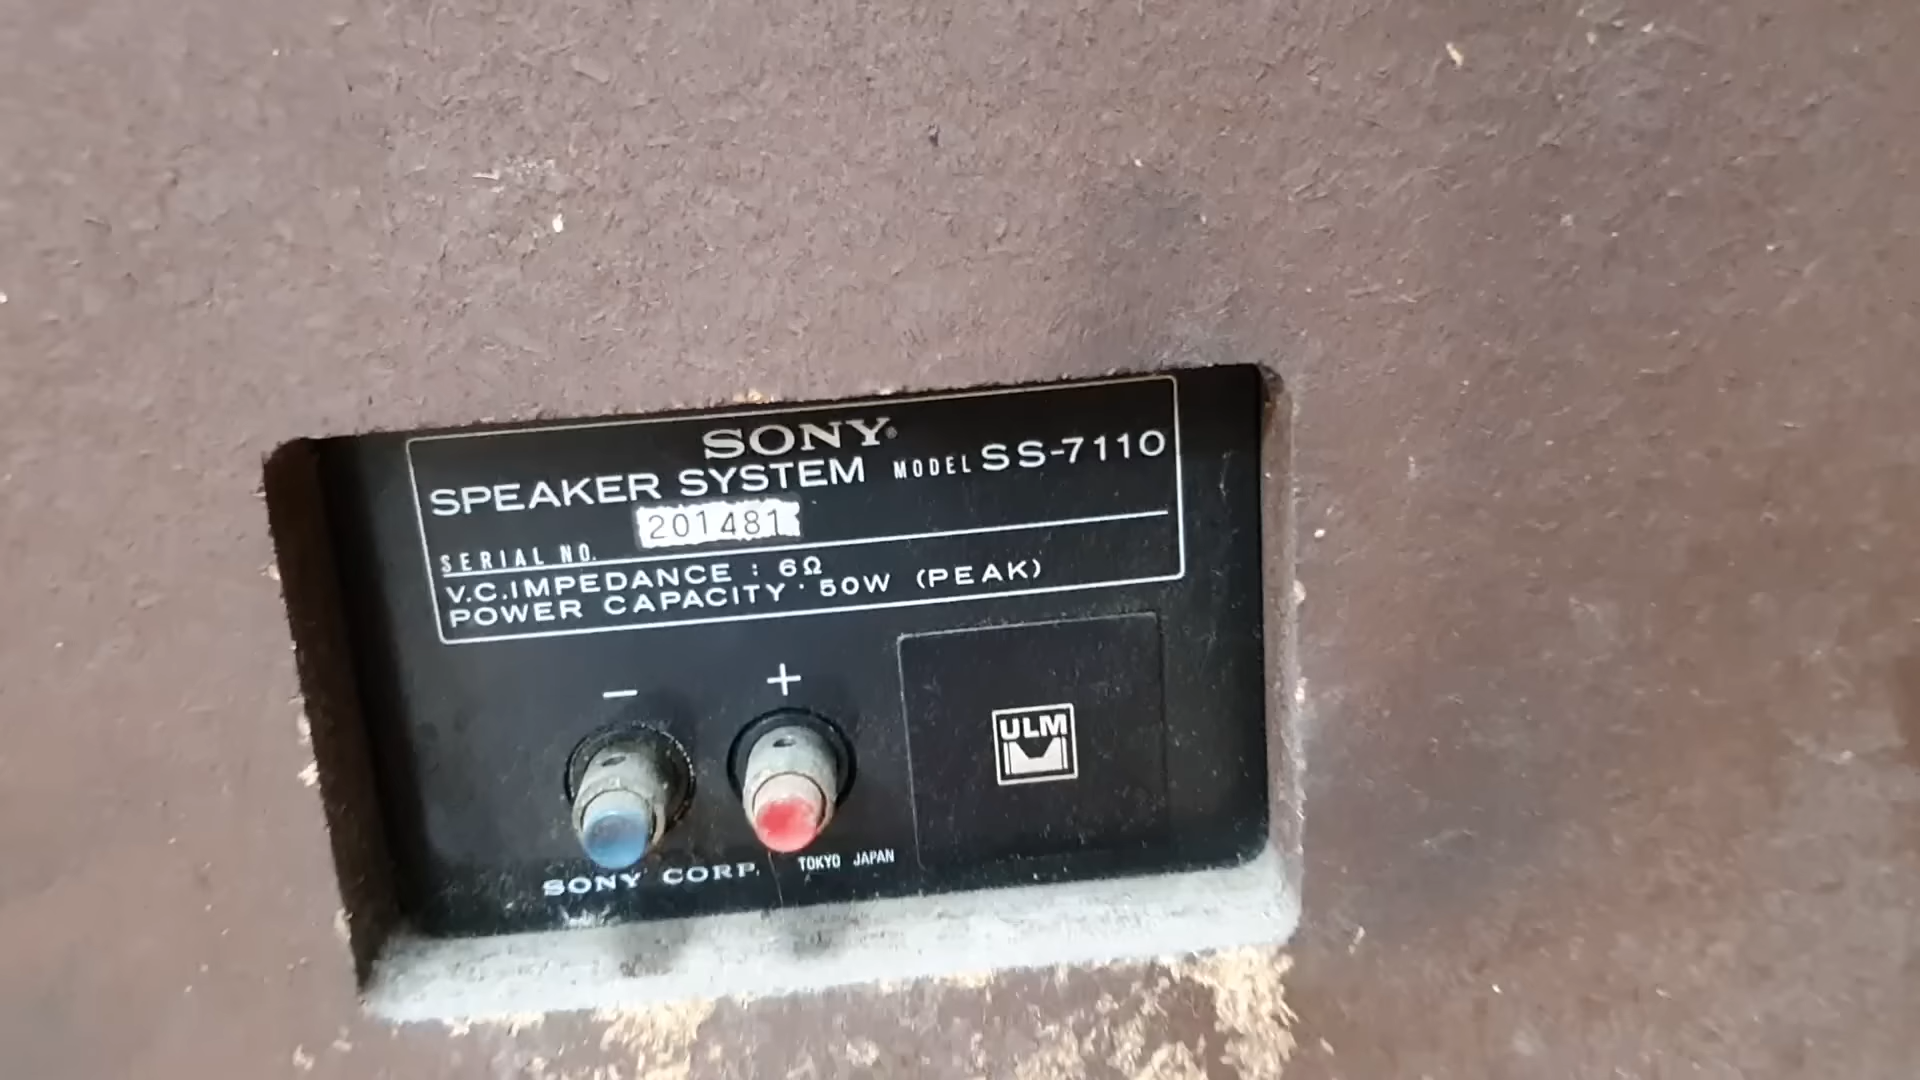 SONY®
SPEAKER SYSTEM MODEL SS-7110
SERIAL NO. 201481
V.C.IMPEDANCE : 6Ω
POWER CAPACITY : 50W (PEAK)
− +
ULM
SONY CORP. TOKYO JAPAN